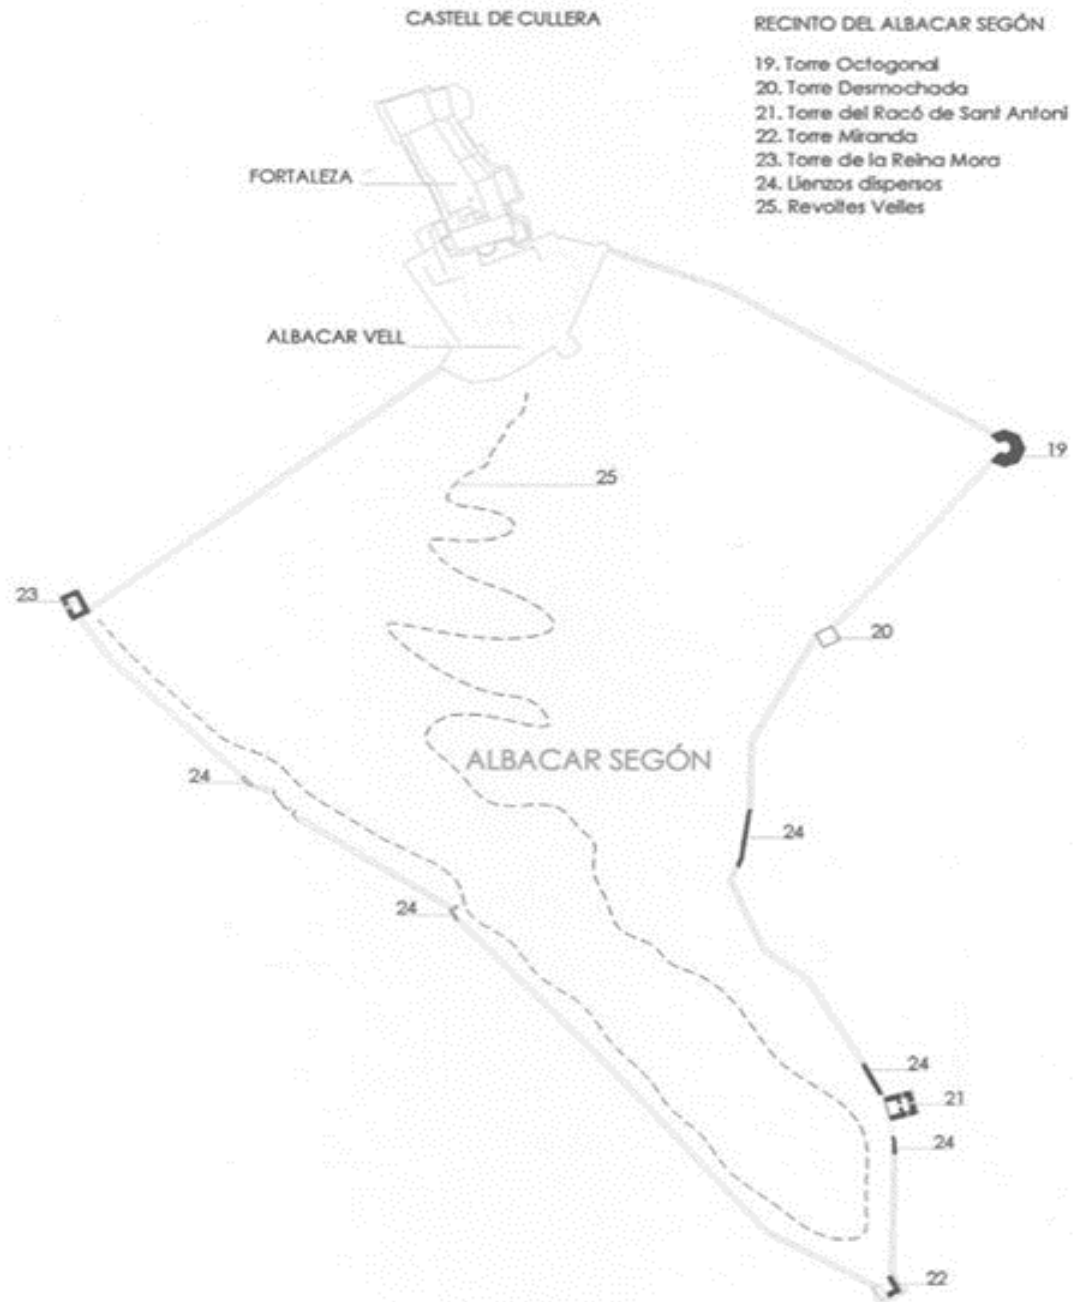 CASTELL DE CULLERA
RECINTO DEL ALBACAR SEGÓN
19. Torre Octogonal
20. Torre Desmochada
21. Torre del Racó de Sant Antoni
22. Torre Miranda
23. Torre de la Reina Mora
24. Lienzos dispersos
25. Revoltes Velles
FORTALEZA
ALBACAR VELL
19
25
23
20
ALBACAR SEGÓN
24
24
24
24
21
24
22